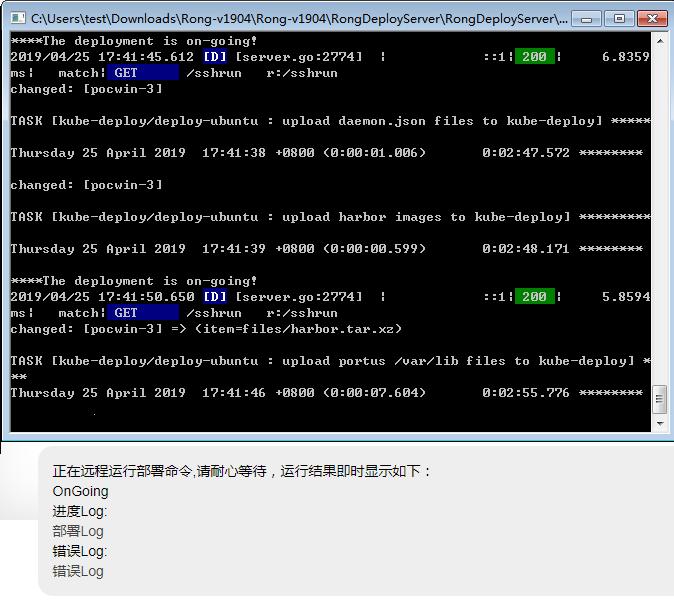 C:\Users\test\Downloads\Rong-v1904\Rong-v1904\RongDeployServer\RongDeployServer\...
****The deployment is on-going!
2019/04/25 17:41:45.612 [D] [server.go:2774]  |            ::1| 200 |     6.8359
ms|   match| GET      /sshrun   r:/sshrun
changed: [pocwin-3]
TASK [kube-deploy/deploy-ubuntu : upload daemon.json files to kube-deploy] *****
Thursday 25 April 2019  17:41:38 +0800 (0:00:01.006)       0:02:47.572 ********
changed: [pocwin-3]
TASK [kube-deploy/deploy-ubuntu : upload harbor images to kube-deploy] *********
Thursday 25 April 2019  17:41:39 +0800 (0:00:00.599)       0:02:48.171 ********
****The deployment is on-going!
2019/04/25 17:41:50.650 [D] [server.go:2774]  |            ::1| 200 |     5.8594
ms|   match| GET      /sshrun   r:/sshrun
changed: [pocwin-3] => (item=files/harbor.tar.xz)
TASK [kube-deploy/deploy-ubuntu : upload portus /var/lib files to kube-deploy] *
**
Thursday 25 April 2019  17:41:46 +0800 (0:00:07.604)       0:02:55.776 ********
正在远程运行部署命令,请耐心等待，运行结果即时显示如下：
OnGoing
进度Log:
部署Log
错误Log:
错误Log